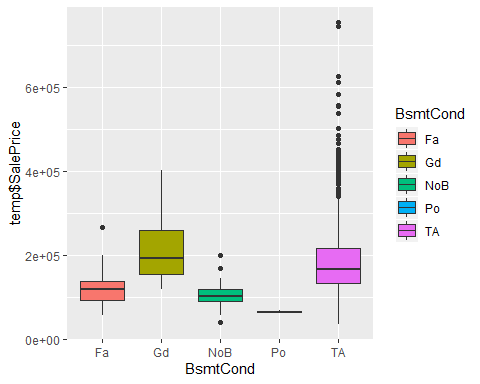 temp$SalePrice
6e+05
4e+05
2e+05
0e+00
Fa Gd NoB Po TA
BsmtCond
BsmtCond
Fa
Gd
NoB
Po
TA